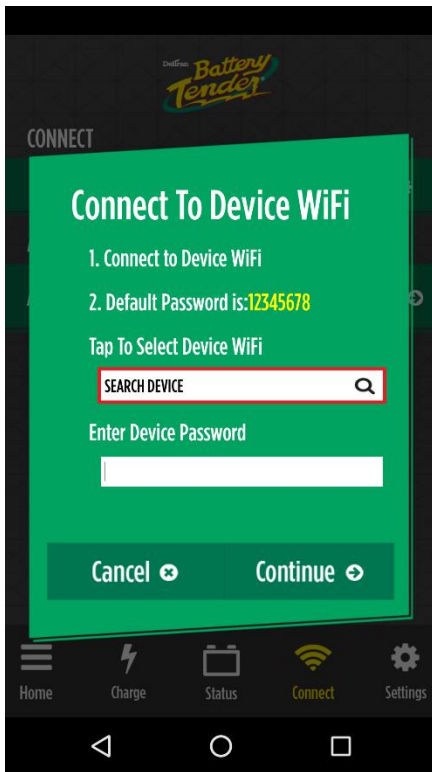 Deltran Battery
Tender
CONNECT
Connect To Device WiFi
1. Connect to Device WiFi
2. Default Password is:12345678
Tap To Select Device WiFi
SEARCH DEVICE
Enter Device Password
Cancel
Continue
Home
Charge
Status
Connect
Settings